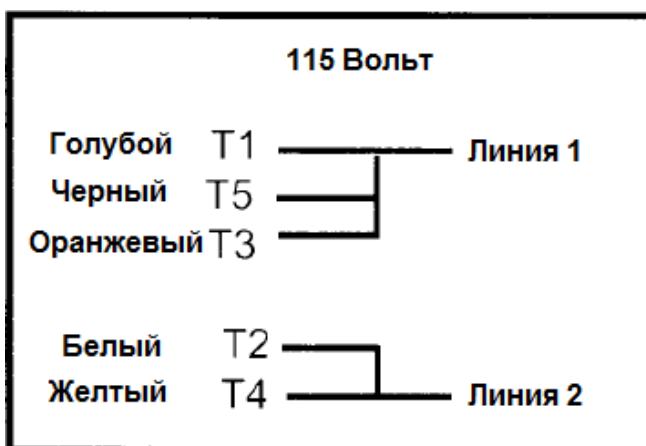 115 Вольт
Голубой T1 Линия 1
Черный T5
Оранжевый T3
Белый T2
Желтый T4 Линия 2